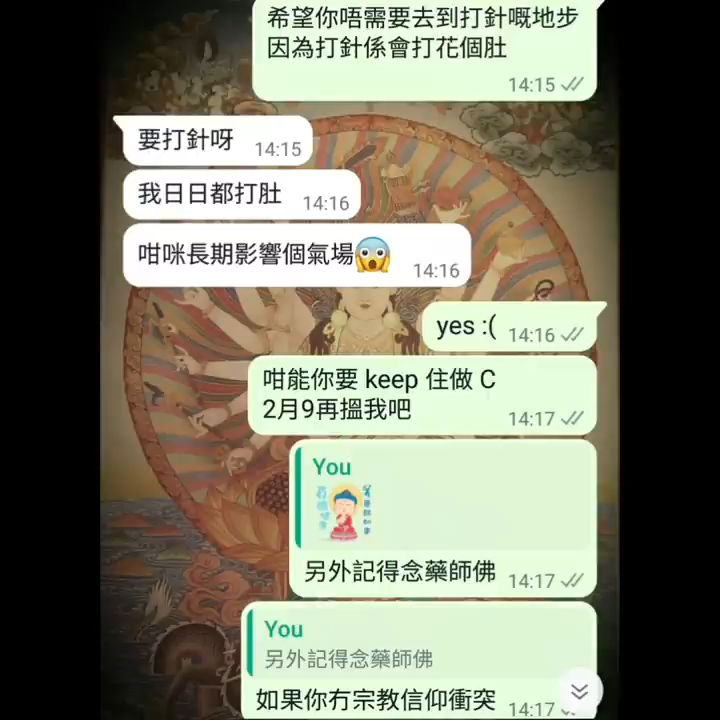 希望你唔需要去到打針嘅地步
因為打針係會打花個肚
14:15
要打針呀
14:15
我日日都打肚
14:16
咁咪長期影響個氣場😱
14:16
yes :(
14:16
咁能你要 keep 住做 C
2月9再搵我吧
14:17
You
另外記得念藥師佛
14:17
You
另外記得念藥師佛
如果你冇宗教信仰衝突
14:17